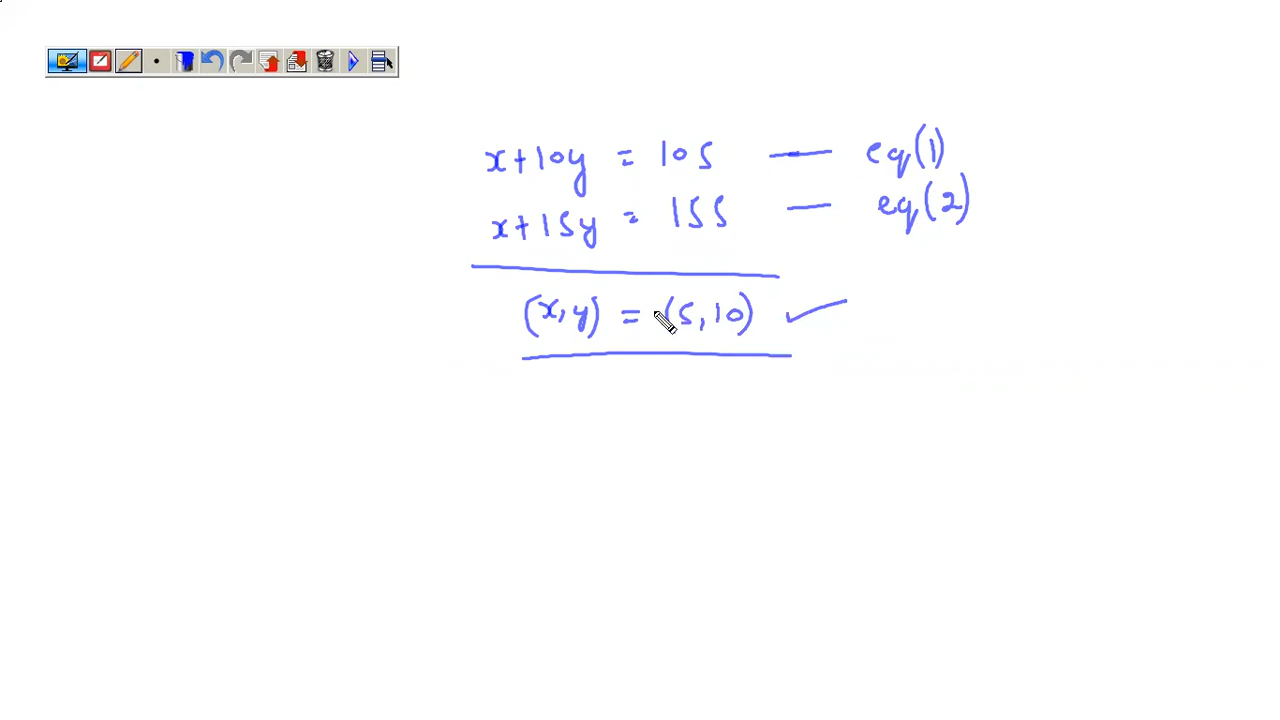 x+10y = 105 — eq(1)
x+15y = 155 — eq(2)
(x,y) = (5,10) ✓